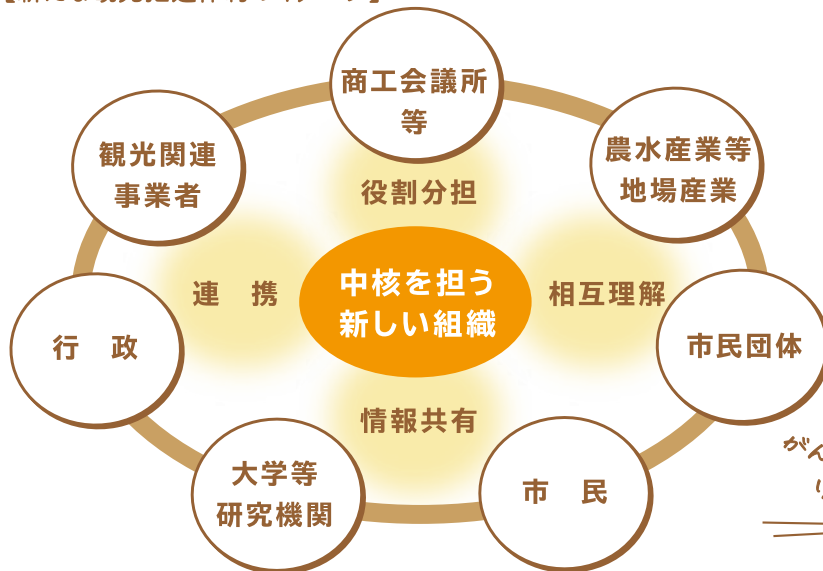 商工会議所
等
観光関連
事業者
農水産業等
地場産業
役割分担
連　携
中核を担う
新しい組織
相互理解
行　政
市民団体
情報共有
大学等
研究機関
市　民
がん